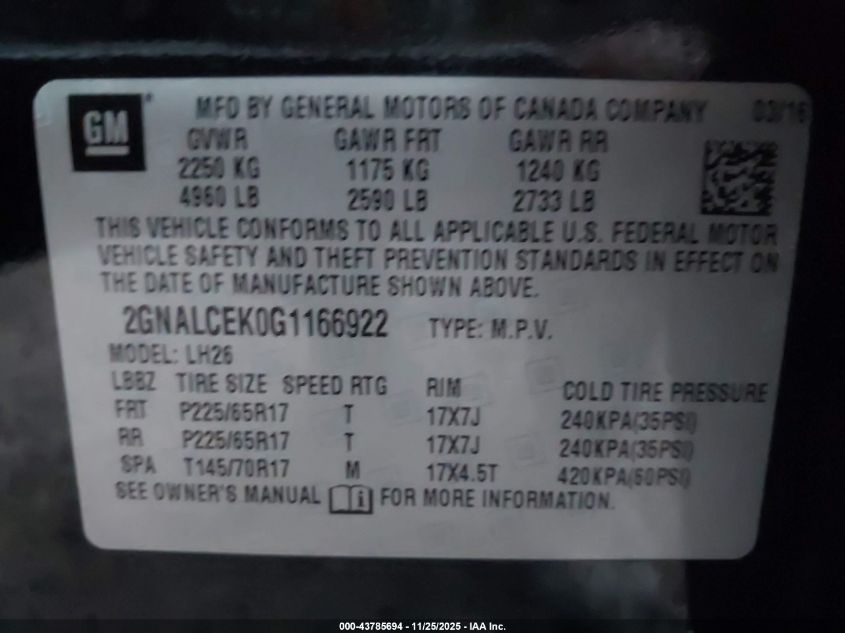 GM
MFD BY GENERAL MOTORS OF CANADA COMPANY 03/16
GVWR GAWR FRT GAWR RR
2250 KG 1175 KG 1240 KG
4960 LB 2590 LB 2733 LB
THIS VEHICLE CONFORMS TO ALL APPLICABLE U.S. FEDERAL MOTOR
VEHICLE SAFETY AND THEFT PREVENTION STANDARDS IN EFFECT ON
THE DATE OF MANUFACTURE SHOWN ABOVE.
2GNALCEK0G1166922 TYPE: M.P.V.
MODEL: LH26
LBBZ TIRE SIZE SPEED RTG RIM COLD TIRE PRESSURE
FRT P225/65R17 T 17X7J 240KPA(35PSI)
RR P225/65R17 T 17X7J 240KPA(35PSI)
SPA T145/70R17 M 17X4.5T 420KPA(60PSI)
SEE OWNER'S MANUAL FOR MORE INFORMATION.
000-43785694 - 11/25/2025 - IAA Inc.